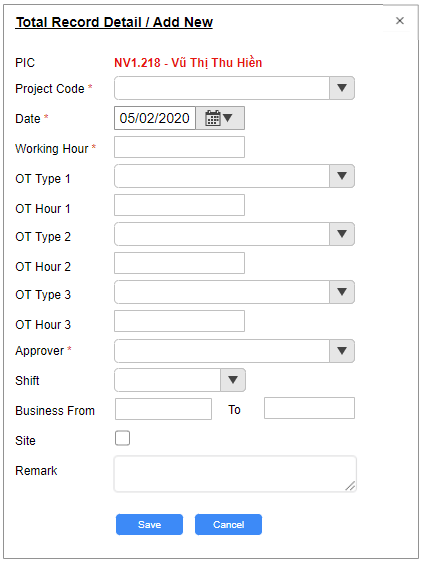 Total Record Detail / Add New ×
PIC NV1.218 - Vũ Thị Thu Hiền
Project Code *
Date * 05/02/2020
Working Hour *
OT Type 1
OT Hour 1
OT Type 2
OT Hour 2
OT Type 3
OT Hour 3
Approver *
Shift
Business From To
Site
Remark
Save Cancel